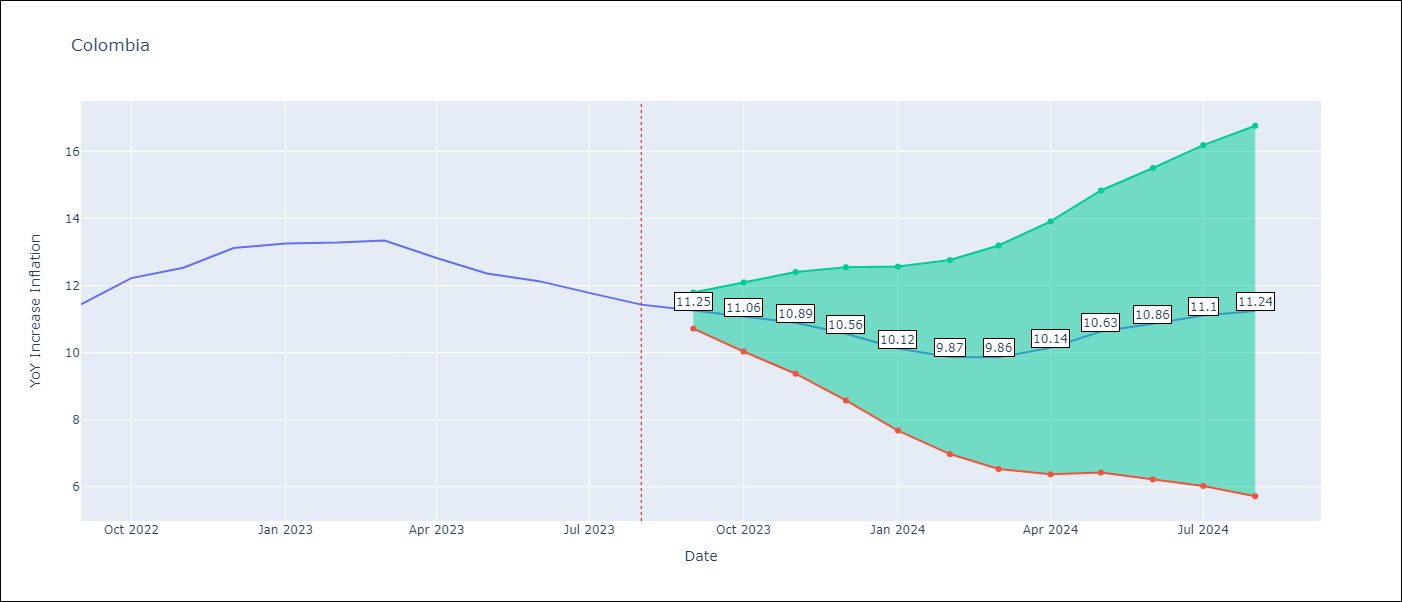 Colombia
YoY Increase Inflation
16
14
12
10
8
6
11.25
11.06
10.89
10.56
10.12
9.87
9.86
10.14
10.63
10.86
11.1
11.24
Oct 2022
Jan 2023
Apr 2023
Jul 2023
Oct 2023
Jan 2024
Apr 2024
Jul 2024
Date